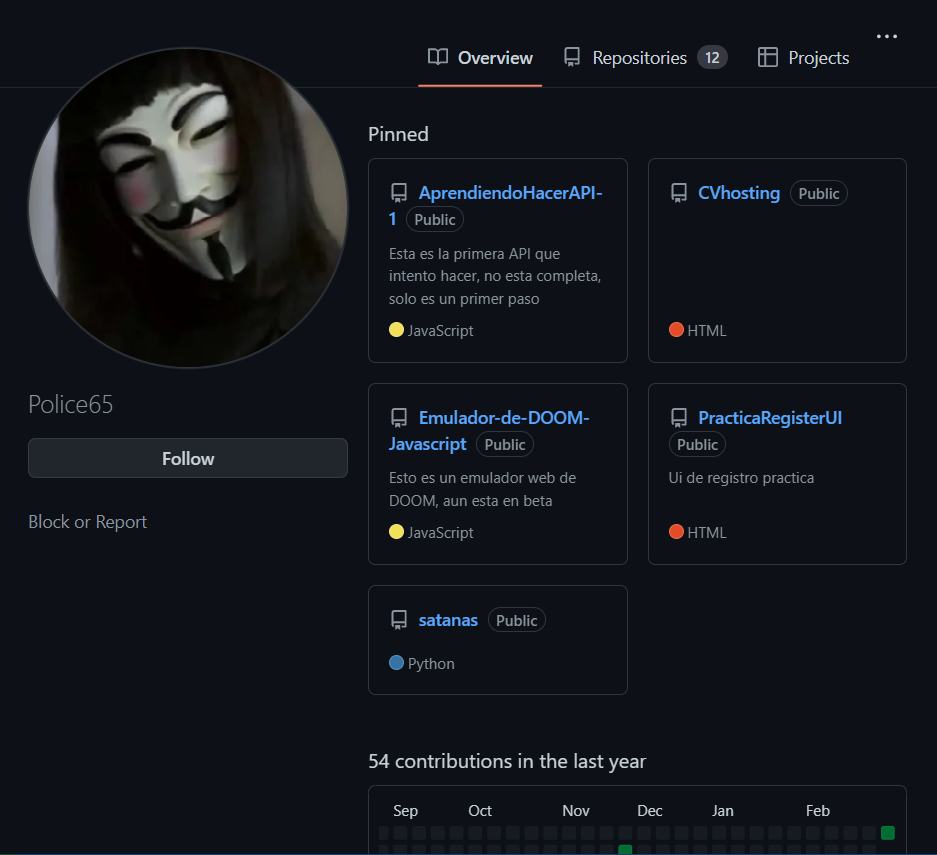 Overview
Repositories 12
Projects
Pinned
AprendiendoHacerAPI-
1 Public
Esta es la primera API que
intento hacer, no esta completa,
solo es un primer paso
JavaScript
CVhosting Public
HTML
Police65
Follow
Block or Report
Emulador-de-DOOM-
Javascript Public
Esto es un emulador web de
DOOM, aun esta en beta
JavaScript
PracticaRegisterUI
Public
Ui de registro practica
HTML
satanas Public
Python
54 contributions in the last year
Sep Oct Nov Dec Jan Feb